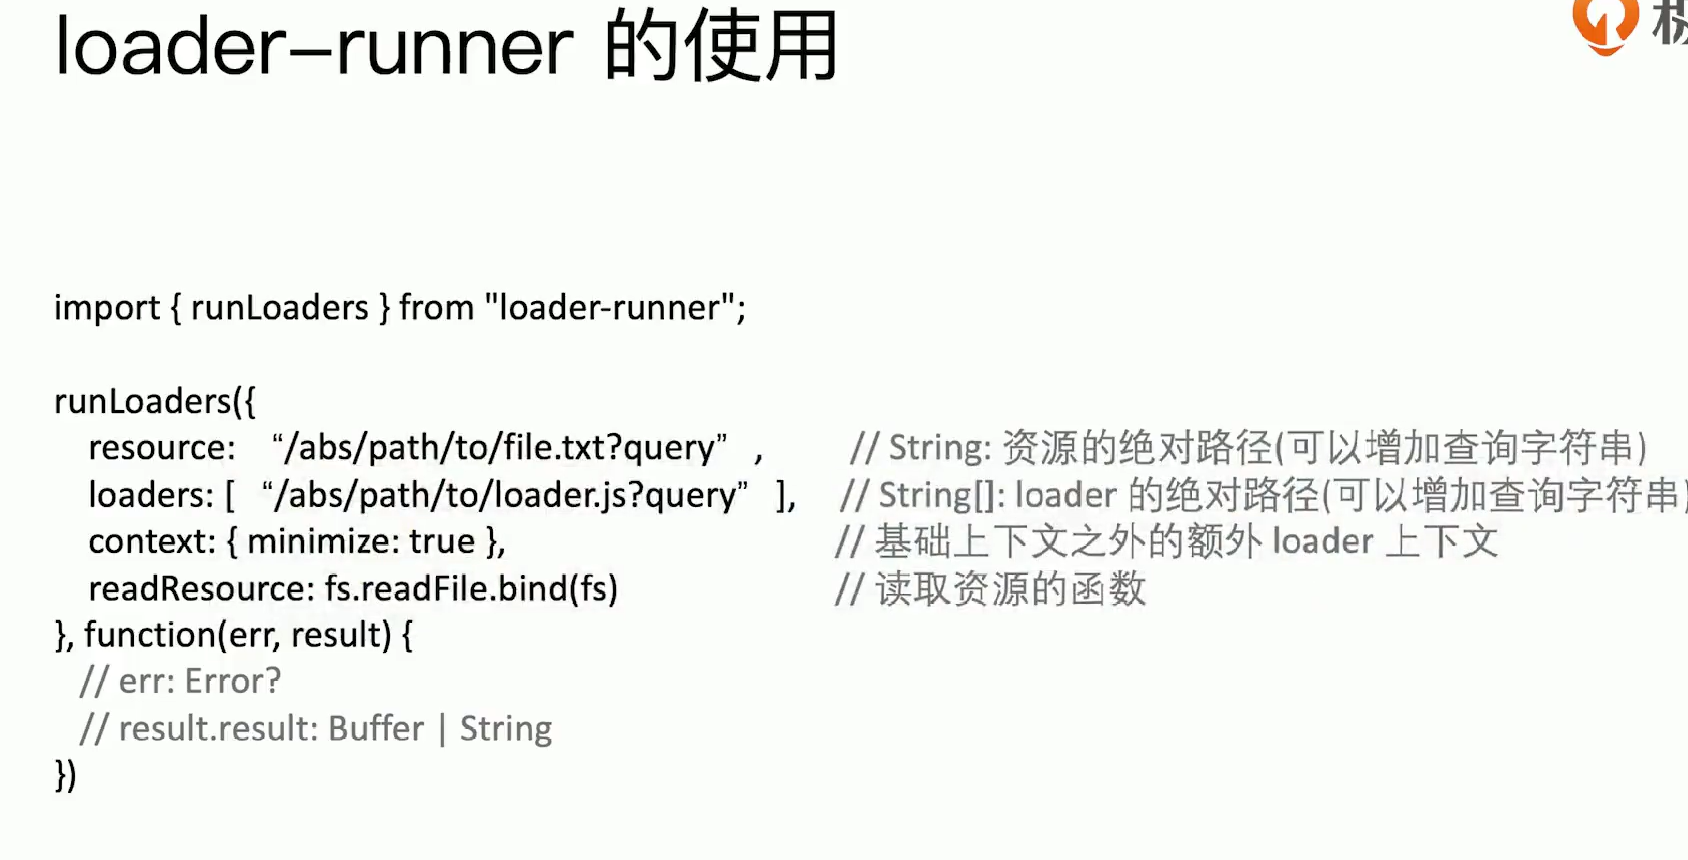 loader–runner 的使用
import { runLoaders } from "loader-runner";
runLoaders({
resource: “/abs/path/to/file.txt?query” , // String: 资源的绝对路径(可以增加查询字符串)
loaders: [ “/abs/path/to/loader.js?query” ], // String[]: loader 的绝对路径(可以增加查询字符串)
context: { minimize: true }, // 基础上下文之外的额外 loader 上下文
readResource: fs.readFile.bind(fs) // 读取资源的函数
}, function(err, result) {
// err: Error?
// result.result: Buffer | String
})